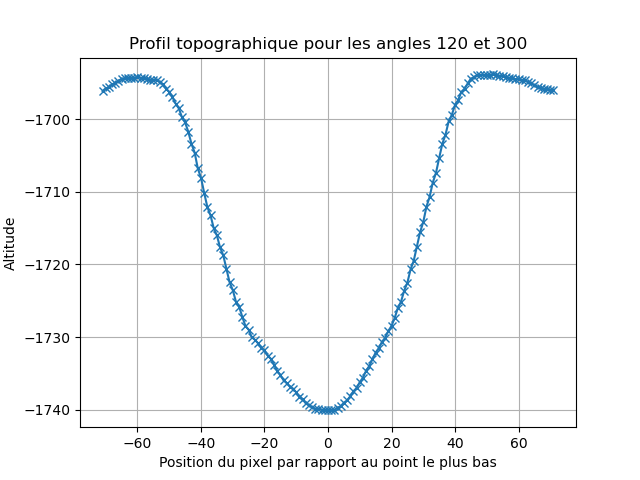 Profil topographique pour les angles 120 et 300
Altitude
−1700
−1710
−1720
−1730
−1740
−60 −40 −20 0 20 40 60
Position du pixel par rapport au point le plus bas